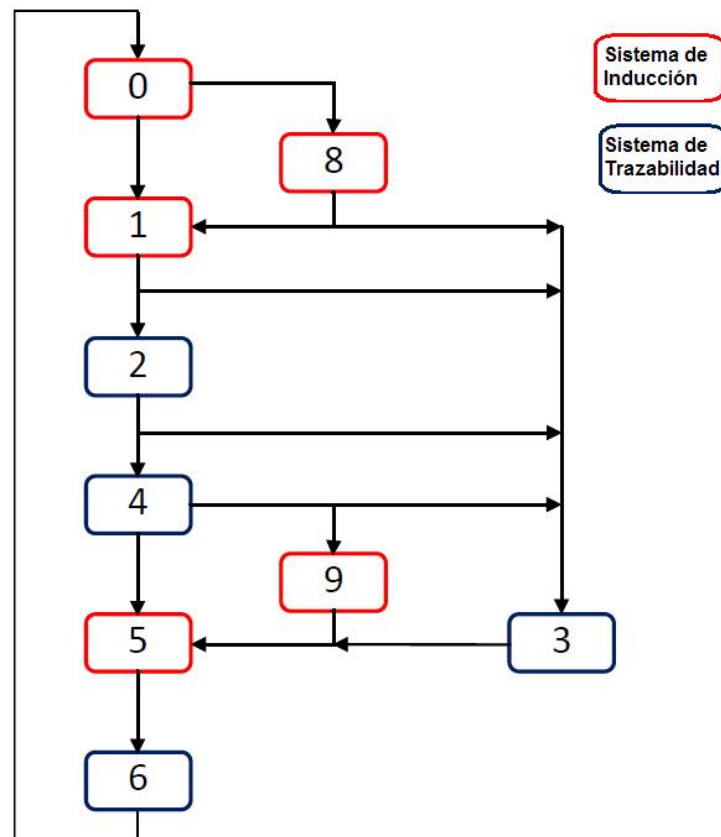 0
Sistema de
Inducción
8
Sistema de
Trazabilidad
1
2
4
9
5
3
6